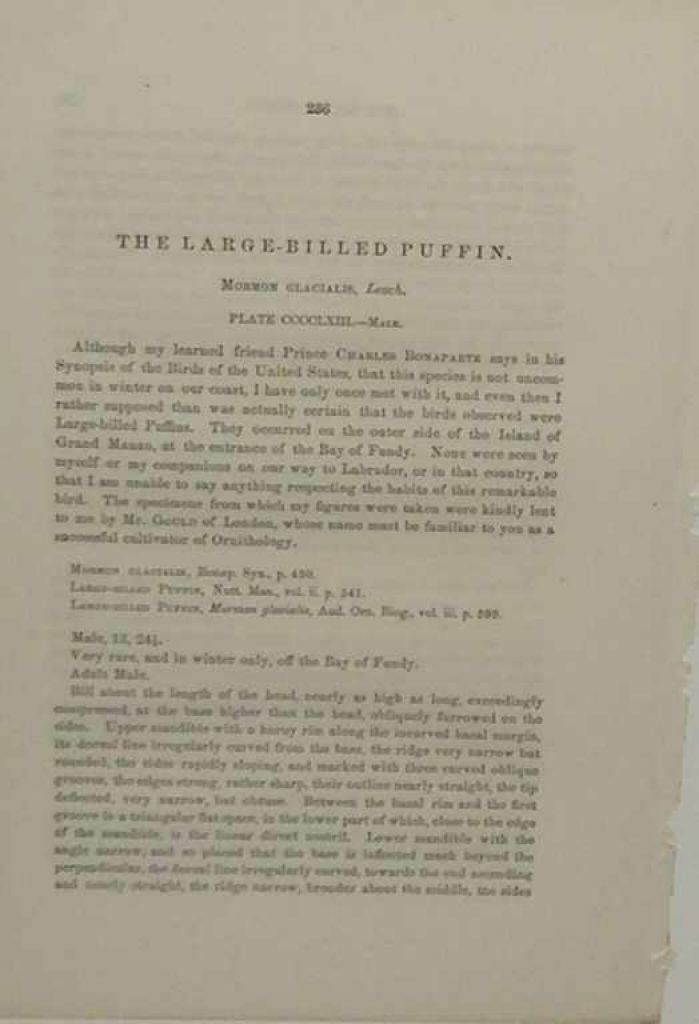 236
THE LARGE-BILLED PUFFIN.
MORMON GLACIALIS, Leach.
PLATE CCCCLXIII.—MALE.
Although my learned friend Prince CHARLES BONAPARTE says in his
Synopsis of the Birds of the United States, that this species is not uncom-
mon in winter on our coast, I have only once met with it, and even then I
rather supposed than was actually certain that the birds observed were
Large-billed Puffins. They occurred on the outer side of the Island of
Grand Manan, at the entrance of the Bay of Fundy. None were seen by
myself or my companions on our way to Labrador, or in that country, so
that I am unable to say anything respecting the habits of this remarkable
bird. The specimens from which my figures were taken were kindly lent
to me by Mr. GOULD of London, whose name must be familiar to you as a
successful cultivator of Ornithology.
MORMON GLACIALIS, Bonap. Syn., p. 430.
LARGE-BILLED PUFFIN, Nutt. Man., vol. ii. p. 541.
LARGE-BILLED PUFFIN, Mormon glacialis, Aud. Orn. Biog., vol. iii. p. 599.
Male, 13, 24½.
Very rare, and in winter only, off the Bay of Fundy.
Adult Male.
Bill about the length of the head, nearly as high as long, exceedingly
compressed, at the base higher than the head, obliquely furrowed on the
sides. Upper mandible with a horny rim along the incurved basal margin,
its dorsal line irregularly curved from the base, the ridge very narrow but
rounded, the sides rapidly sloping, and marked with three curved oblique
grooves, the edges strong, rather sharp, their outline nearly straight, the tip
deflected, very narrow, but obtuse. Between the basal rim and the first
groove is a triangular flat space, in the lower part of which, close to the edge
of the mandible, is the linear direct nostril. Lower mandible with the
angle narrow, and so placed that the base is inflected much beyond the
perpendicular, the dorsal line irregularly curved, towards the end ascending
and nearly straight, the ridge narrow, broader about the middle, the sides